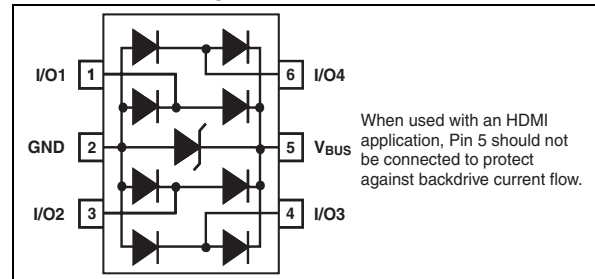 I/O1 1 6 I/O4
GND 2 5 VBUS
I/O2 3 4 I/O3
When used with an HDMI
application, Pin 5 should not
be connected to protect
against backdrive current flow.